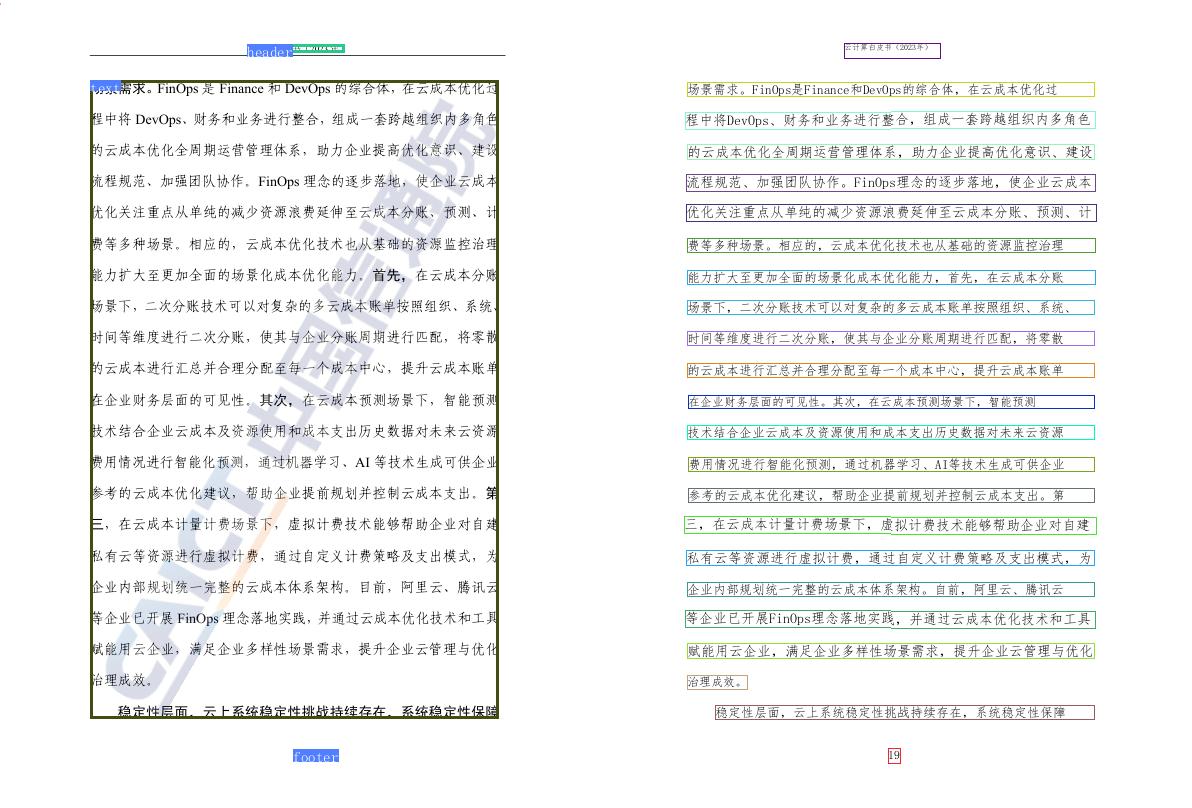 header
text
需求。FinOps 是 Finance 和 DevOps 的综合体，在云成本优化过
程中将 DevOps、财务和业务进行整合，组成一套跨越组织内多角色
的云成本优化全周期运营管理体系，助力企业提高优化意识、建设
流程规范、加强团队协作。FinOps 理念的逐步落地，使企业云成本
优化关注重点从单纯的减少资源浪费延伸至云成本分账、预测、计
费等多种场景。相应的，云成本优化技术也从基础的资源监控治理
能力扩大至更加全面的场景化成本优化能力。首先，在云成本分账
场景下，二次分账技术可以对复杂的多云成本账单按照组织、系统、
时间等维度进行二次分账，使其与企业分账周期进行匹配，将零散
的云成本进行汇总并合理分配至每一个成本中心，提升云成本账单
在企业财务层面的可见性。其次，在云成本预测场景下，智能预测
技术结合企业云成本及资源使用和成本支出历史数据对未来云资源
费用情况进行智能化预测，通过机器学习、AI 等技术生成可供企业
参考的云成本优化建议，帮助企业提前规划并控制云成本支出。第
三，在云成本计量计费场景下，虚拟计费技术能够帮助企业对自建
私有云等资源进行虚拟计费，通过自定义计费策略及支出模式，为
企业内部规划统一完整的云成本体系架构。目前，阿里云、腾讯云
等企业已开展 FinOps 理念落地实践，并通过云成本优化技术和工具
赋能用云企业，满足企业多样性场景需求，提升企业云管理与优化
治理成效。
稳定性层面，云上系统稳定性挑战持续存在，系统稳定性保障
CAICT 中国信通院
footer
云计算白皮书（2023年）
场景需求。FinOps是Finance和DevOps的综合体，在云成本优化过
程中将DevOps、财务和业务进行整合，组成一套跨越组织内多角色
的云成本优化全周期运营管理体系，助力企业提高优化意识、建设
流程规范、加强团队协作。FinOps理念的逐步落地，使企业云成本
优化关注重点从单纯的减少资源浪费延伸至云成本分账、预测、计
费等多种场景。相应的，云成本优化技术也从基础的资源监控治理
能力扩大至更加全面的场景化成本优化能力，首先，在云成本分账
场景下，二次分账技术可以对复杂的多云成本账单按照组织、系统、
时间等维度进行二次分账，使其与企业分账周期进行匹配，将零散
的云成本进行汇总并合理分配至每一个成本中心，提升云成本账单
在企业财务层面的可见性。其次，在云成本预测场景下，智能预测
技术结合企业云成本及资源使用和成本支出历史数据对未来云资源
费用情况进行智能化预测，通过机器学习、AI等技术生成可供企业
参考的云成本优化建议，帮助企业提前规划并控制云成本支出。第
三，在云成本计量计费场景下，虚拟计费技术能够帮助企业对自建
私有云等资源进行虚拟计费，通过自定义计费策略及支出模式，为
企业内部规划统一完整的云成本体系架构。自前，阿里云、腾讯云
等企业已开展FinOps理念落地实践，并通过云成本优化技术和工具
赋能用云企业，满足企业多样性场景需求，提升企业云管理与优化
治理成效。
稳定性层面，云上系统稳定性挑战持续存在，系统稳定性保障
19